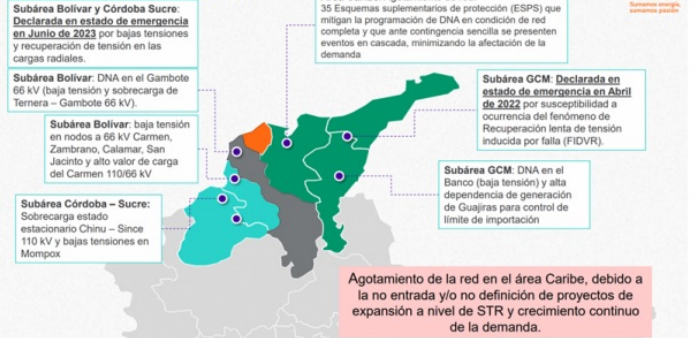 Subárea Bolívar y Córdoba Sucre:
Declarada en estado de emergencia
en Junio de 2023 por bajas tensiones
y recuperación de tensión en las
cargas radiales.
35 Esquemas suplementarios de protección (ESPS) que
mitigan la programación de DNA en condición de red
completa y que ante contingencia sencilla se presenten
eventos en cascada, minimizando la afectación de la
demanda
Sumamos energía,
sumamos pasión
Subárea Bolívar: DNA en el Gambote
66 kV (baja tensión y sobrecarga de
Ternera – Gambote 66 kV).
Subárea Bolívar: baja tensión
en nodos a 66 kV Carmen,
Zambrano, Calamar, San
Jacinto y alto valor de carga
del Carmen 110/66 kV
Subárea Córdoba – Sucre:
Sobrecarga estado
estacionario Chinu – Since
110 kV y bajas tensiones en
Mompox
Subárea GCM: Declarada en
estado de emergencia en Abril
de 2022 por susceptibilidad a
ocurrencia del fenómeno de
Recuperación lenta de tensión
inducida por falla (FIDVR).
Subárea GCM: DNA en el
Banco (baja tensión) y alta
dependencia de generación
de Guajiras para control de
límite de importación
Agotamiento de la red en el área Caribe, debido a
la no entrada y/o no definición de proyectos de
expansión a nivel de STR y crecimiento continuo
de la demanda.